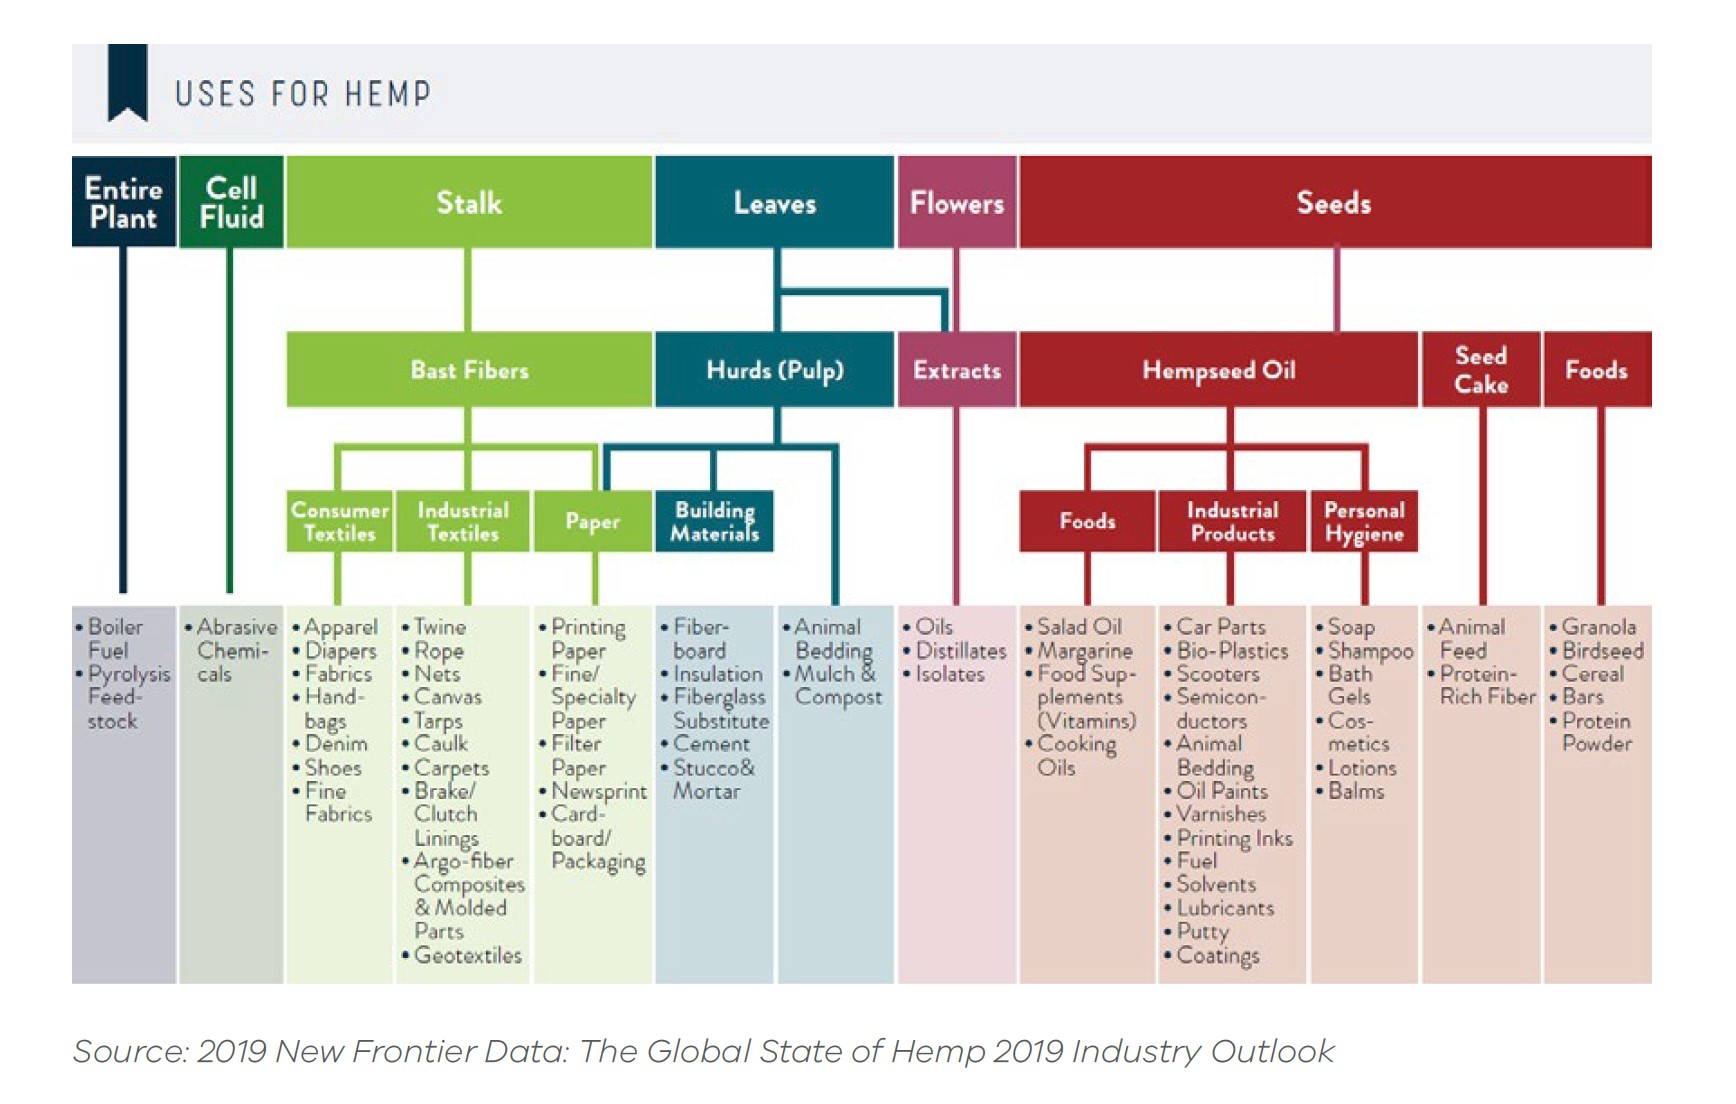 USES FOR HEMP
Entire
Plant
Cell
Fluid
Stalk
Leaves
Flowers
Seeds
Bast Fibers
Hurds (Pulp)
Extracts
Hempseed Oil
Seed
Cake
Foods
Consumer
Textiles
Industrial
Textiles
Paper
Building
Materials
Foods
Industrial
Products
Personal
Hygiene
• Boiler
Fuel
• Pyrolysis
Feed-
stock
• Abrasive
Chemi-
cals
• Apparel
• Diapers
• Fabrics
• Hand-
bags
• Denim
• Shoes
• Fine
Fabrics
• Twine
• Rope
• Nets
• Canvas
• Tarps
• Caulk
• Carpets
• Brake/
Clutch
Linings
• Argo-fiber
Composites
& Molded
Parts
• Geotextiles
• Printing
Paper
• Fine/
Specialty
Paper
• Filter
Paper
• Newsprint
• Card-
board/
Packaging
• Fiber-
board
• Insulation
• Fiberglass
Substitute
• Cement
• Stucco&
Mortar
• Animal
Bedding
• Mulch &
Compost
• Oils
• Distillates
• Isolates
• Salad Oil
• Margarine
• Food Sup-
plements
(Vitamins)
• Cooking
Oils
• Car Parts
• Bio-Plastics
• Scooters
• Semicon-
ductors
• Animal
Bedding
• Oil Paints
• Varnishes
• Printing Inks
• Fuel
• Solvents
• Lubricants
• Putty
• Coatings
• Soap
• Shampoo
• Bath
Gels
• Cos-
metics
• Lotions
• Balms
• Animal
Feed
• Protein-
Rich Fiber
• Granola
• Birdseed
• Cereal
• Bars
• Protein
Powder
Source: 2019 New Frontier Data: The Global State of Hemp 2019 Industry Outlook